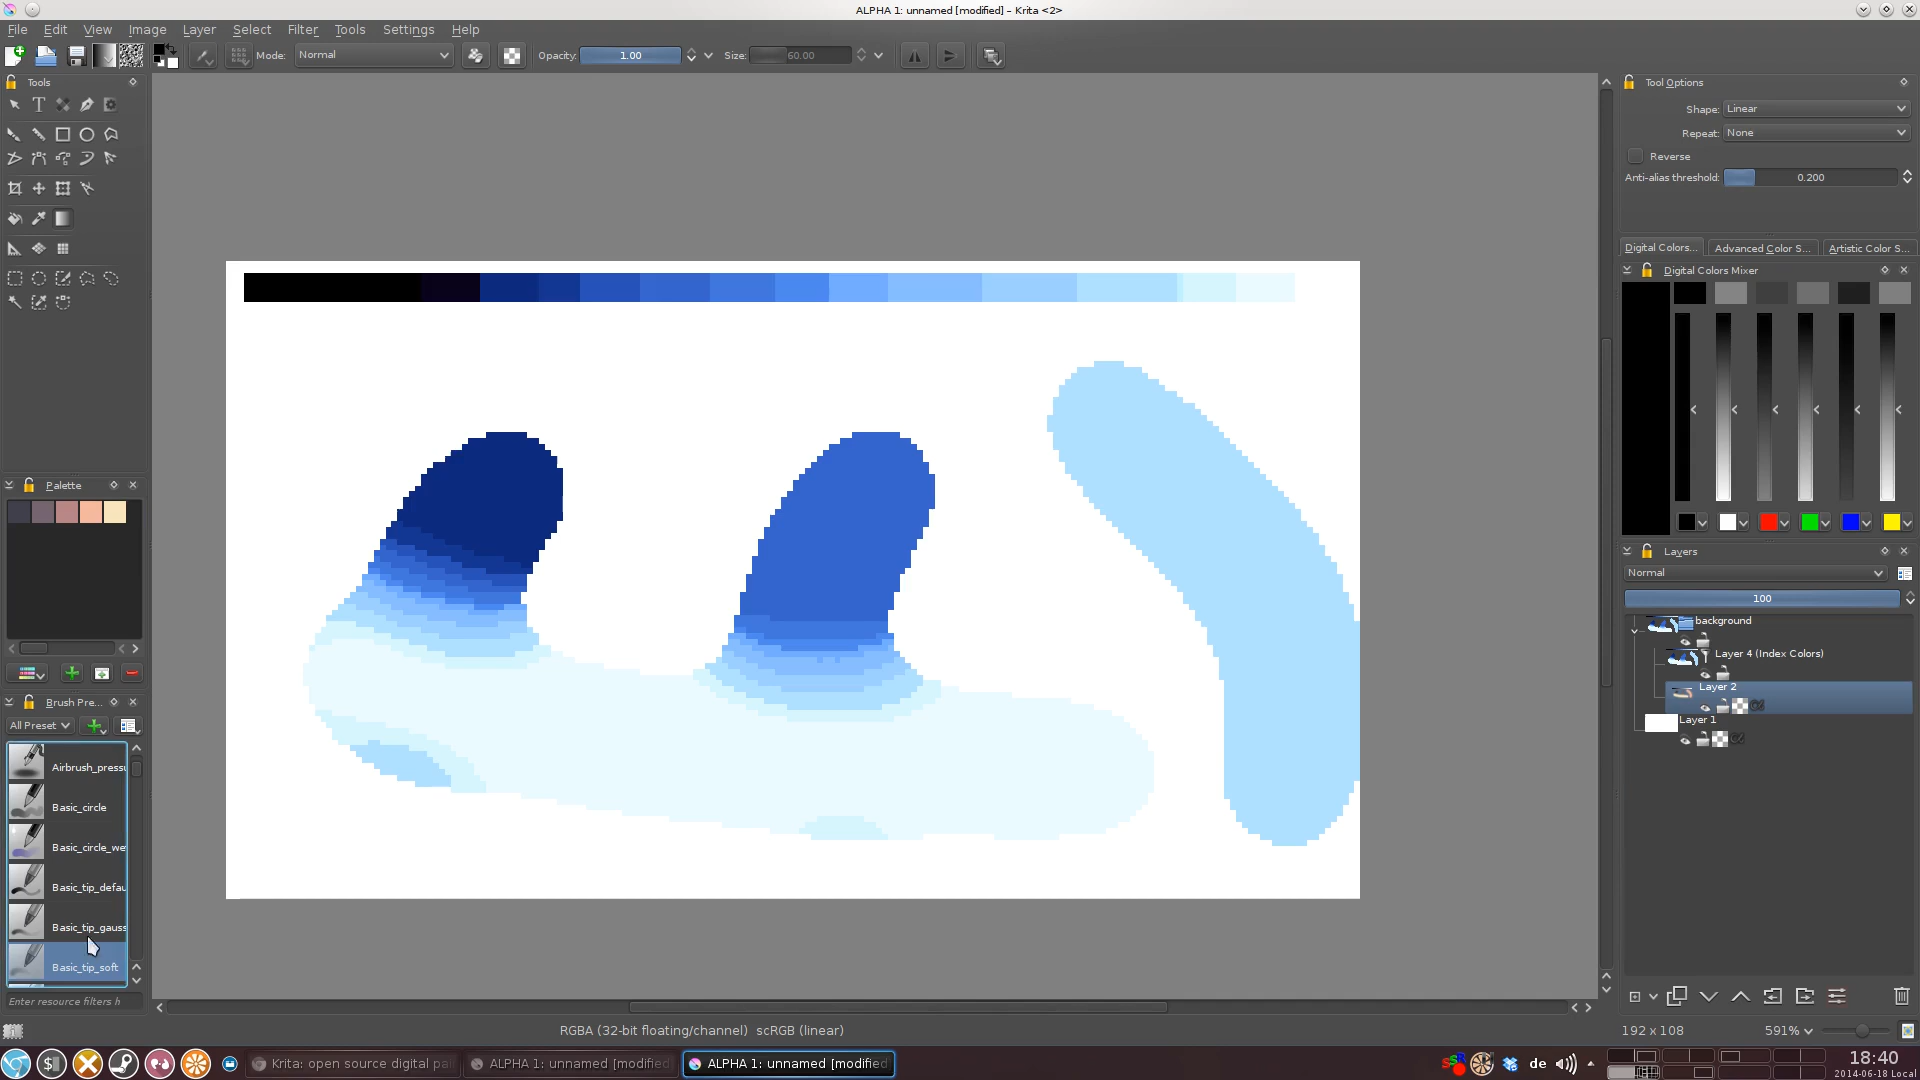 ALPHA 1: unnamed [modified] – Krita <2>
File Edit View Image Layer Select Filter Tools Settings Help
Mode: Normal Opacity: 1.00 Size: 60.00
Tools
Tool Options
Shape: Linear
Repeat: None
Reverse
Anti-alias threshold: 0.200
Digital Colors... Advanced Color S... Artistic Color S...
Digital Colors Mixer
Palette
Layers
Normal
100
background
Layer 4 (Index Colors)
Layer 2
Layer 1
Brush Pre...
All Preset
Airbrush_pressu
Basic_circle
Basic_circle_we
Basic_tip_defau
Basic_tip_gauss
Basic_tip_soft
Enter resource filters h
RGBA (32-bit floating/channel) scRGB (linear)
192 x 108 591%
Krita: open source digital pai
ALPHA 1: unnamed [modified
ALPHA 1: unnamed [modified
de
18:40
2014-06-18 Local